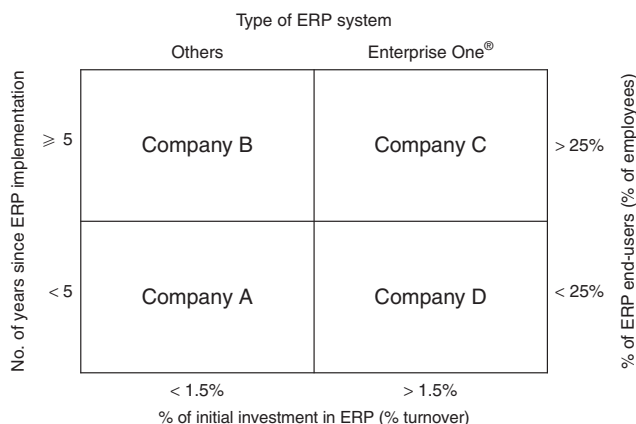 Type of ERP system
Others Enterprise One®
No. of years since ERP implementation
⩾ 5 Company B Company C > 25%
< 5 Company A Company D < 25%
% of ERP end-users (% of employees)
< 1.5% > 1.5%
% of initial investment in ERP (% turnover)